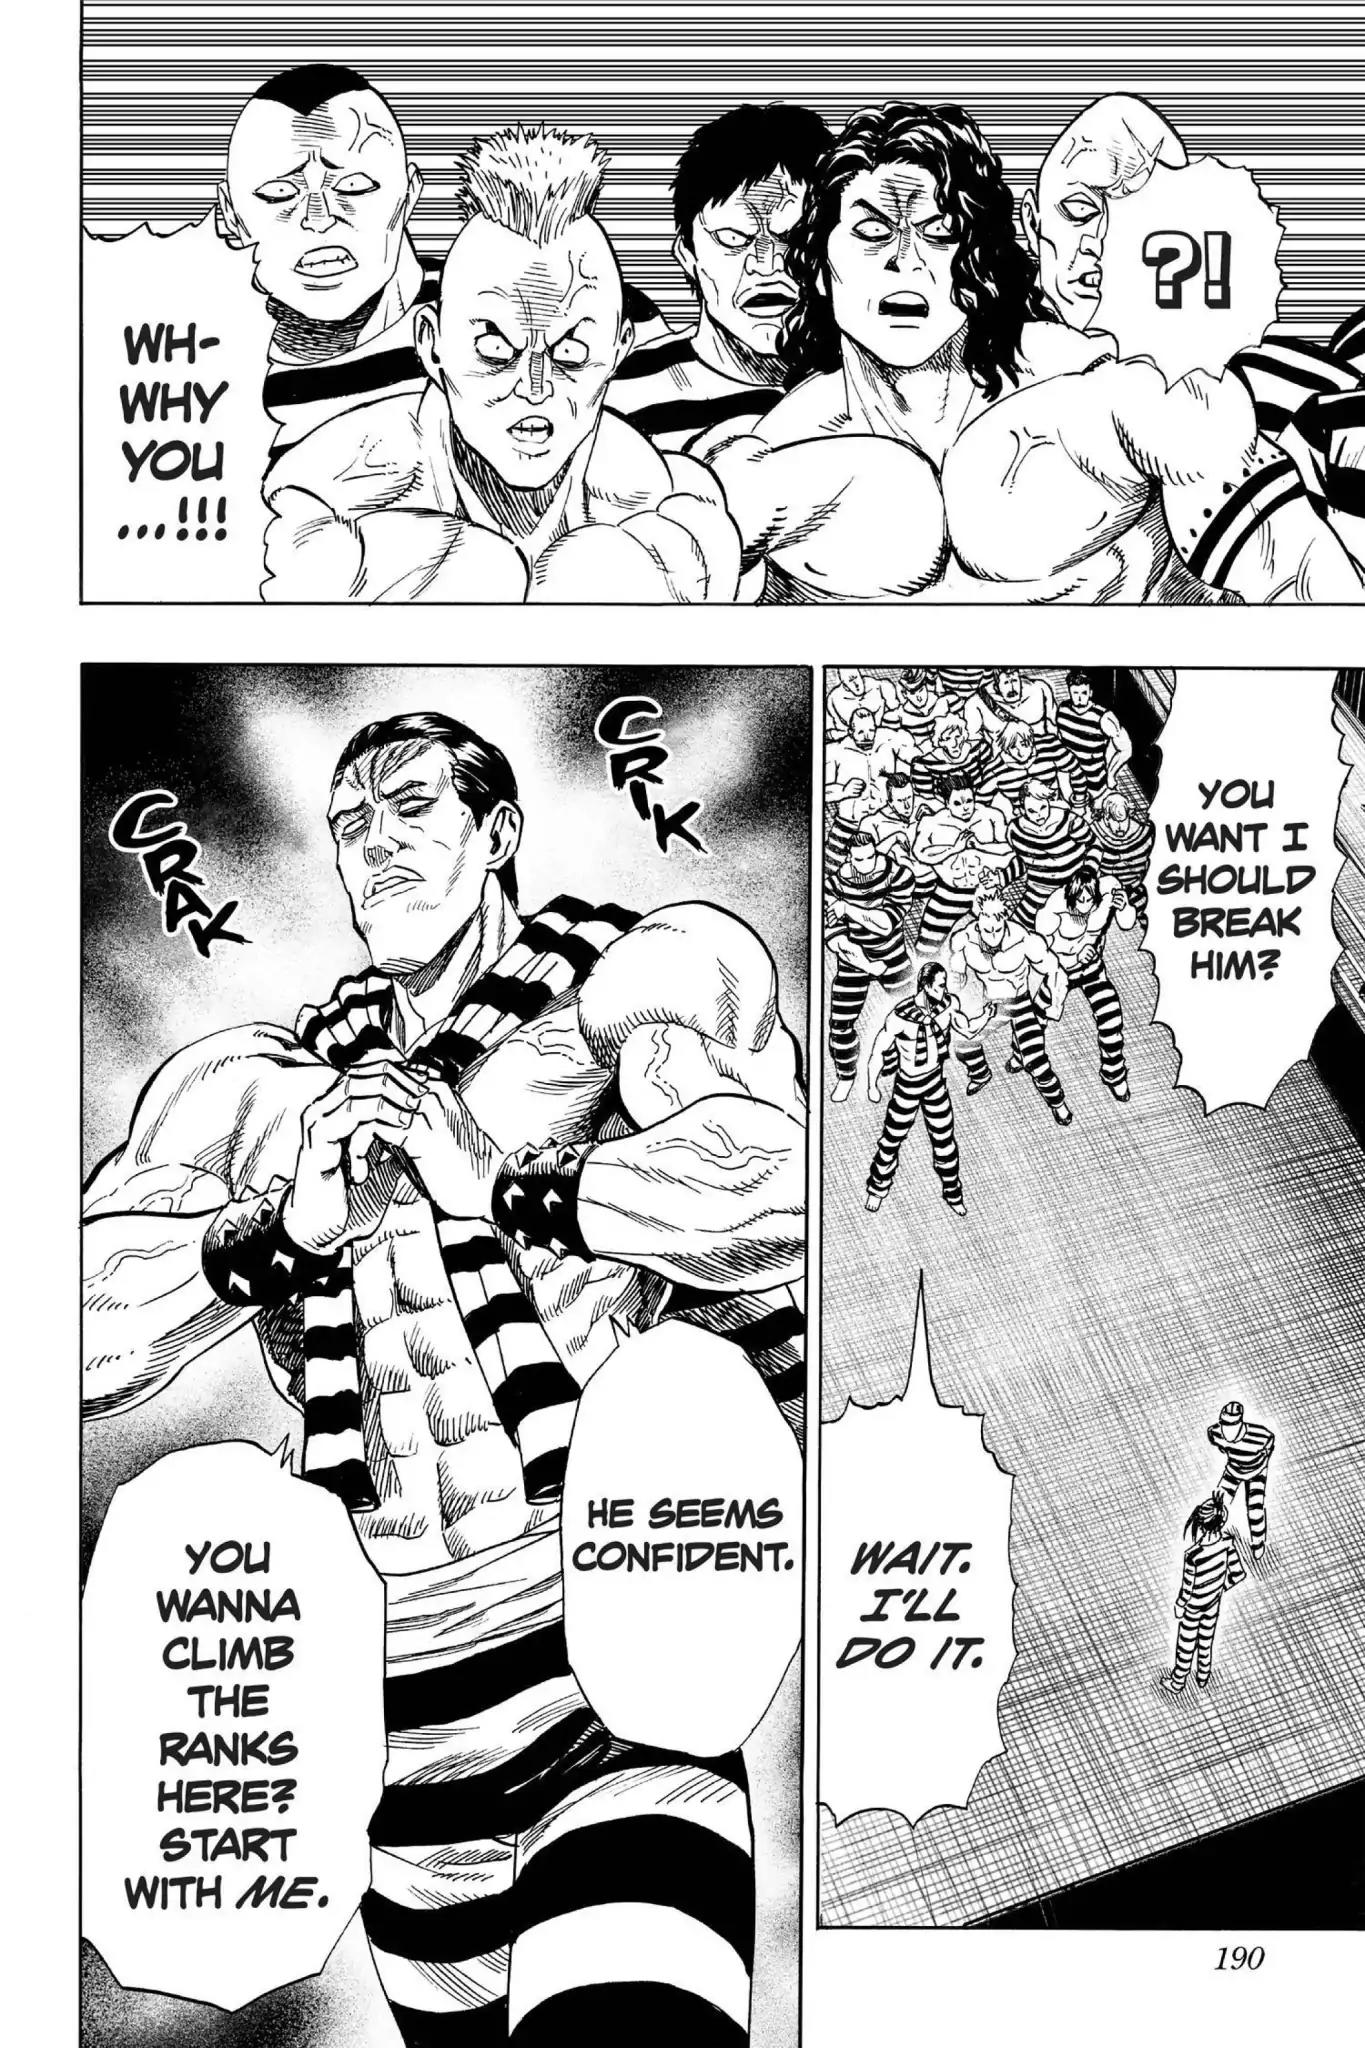 ?!
WH-
WHY
YOU
...!!!
YOU
WANT I
SHOULD
BREAK
HIM?
WAIT.
I'LL
DO IT.
CRIK
CRAK
HE SEEMS
CONFIDENT.
YOU
WANNA
CLIMB
THE
RANKS
HERE?
START
WITH ME.
190